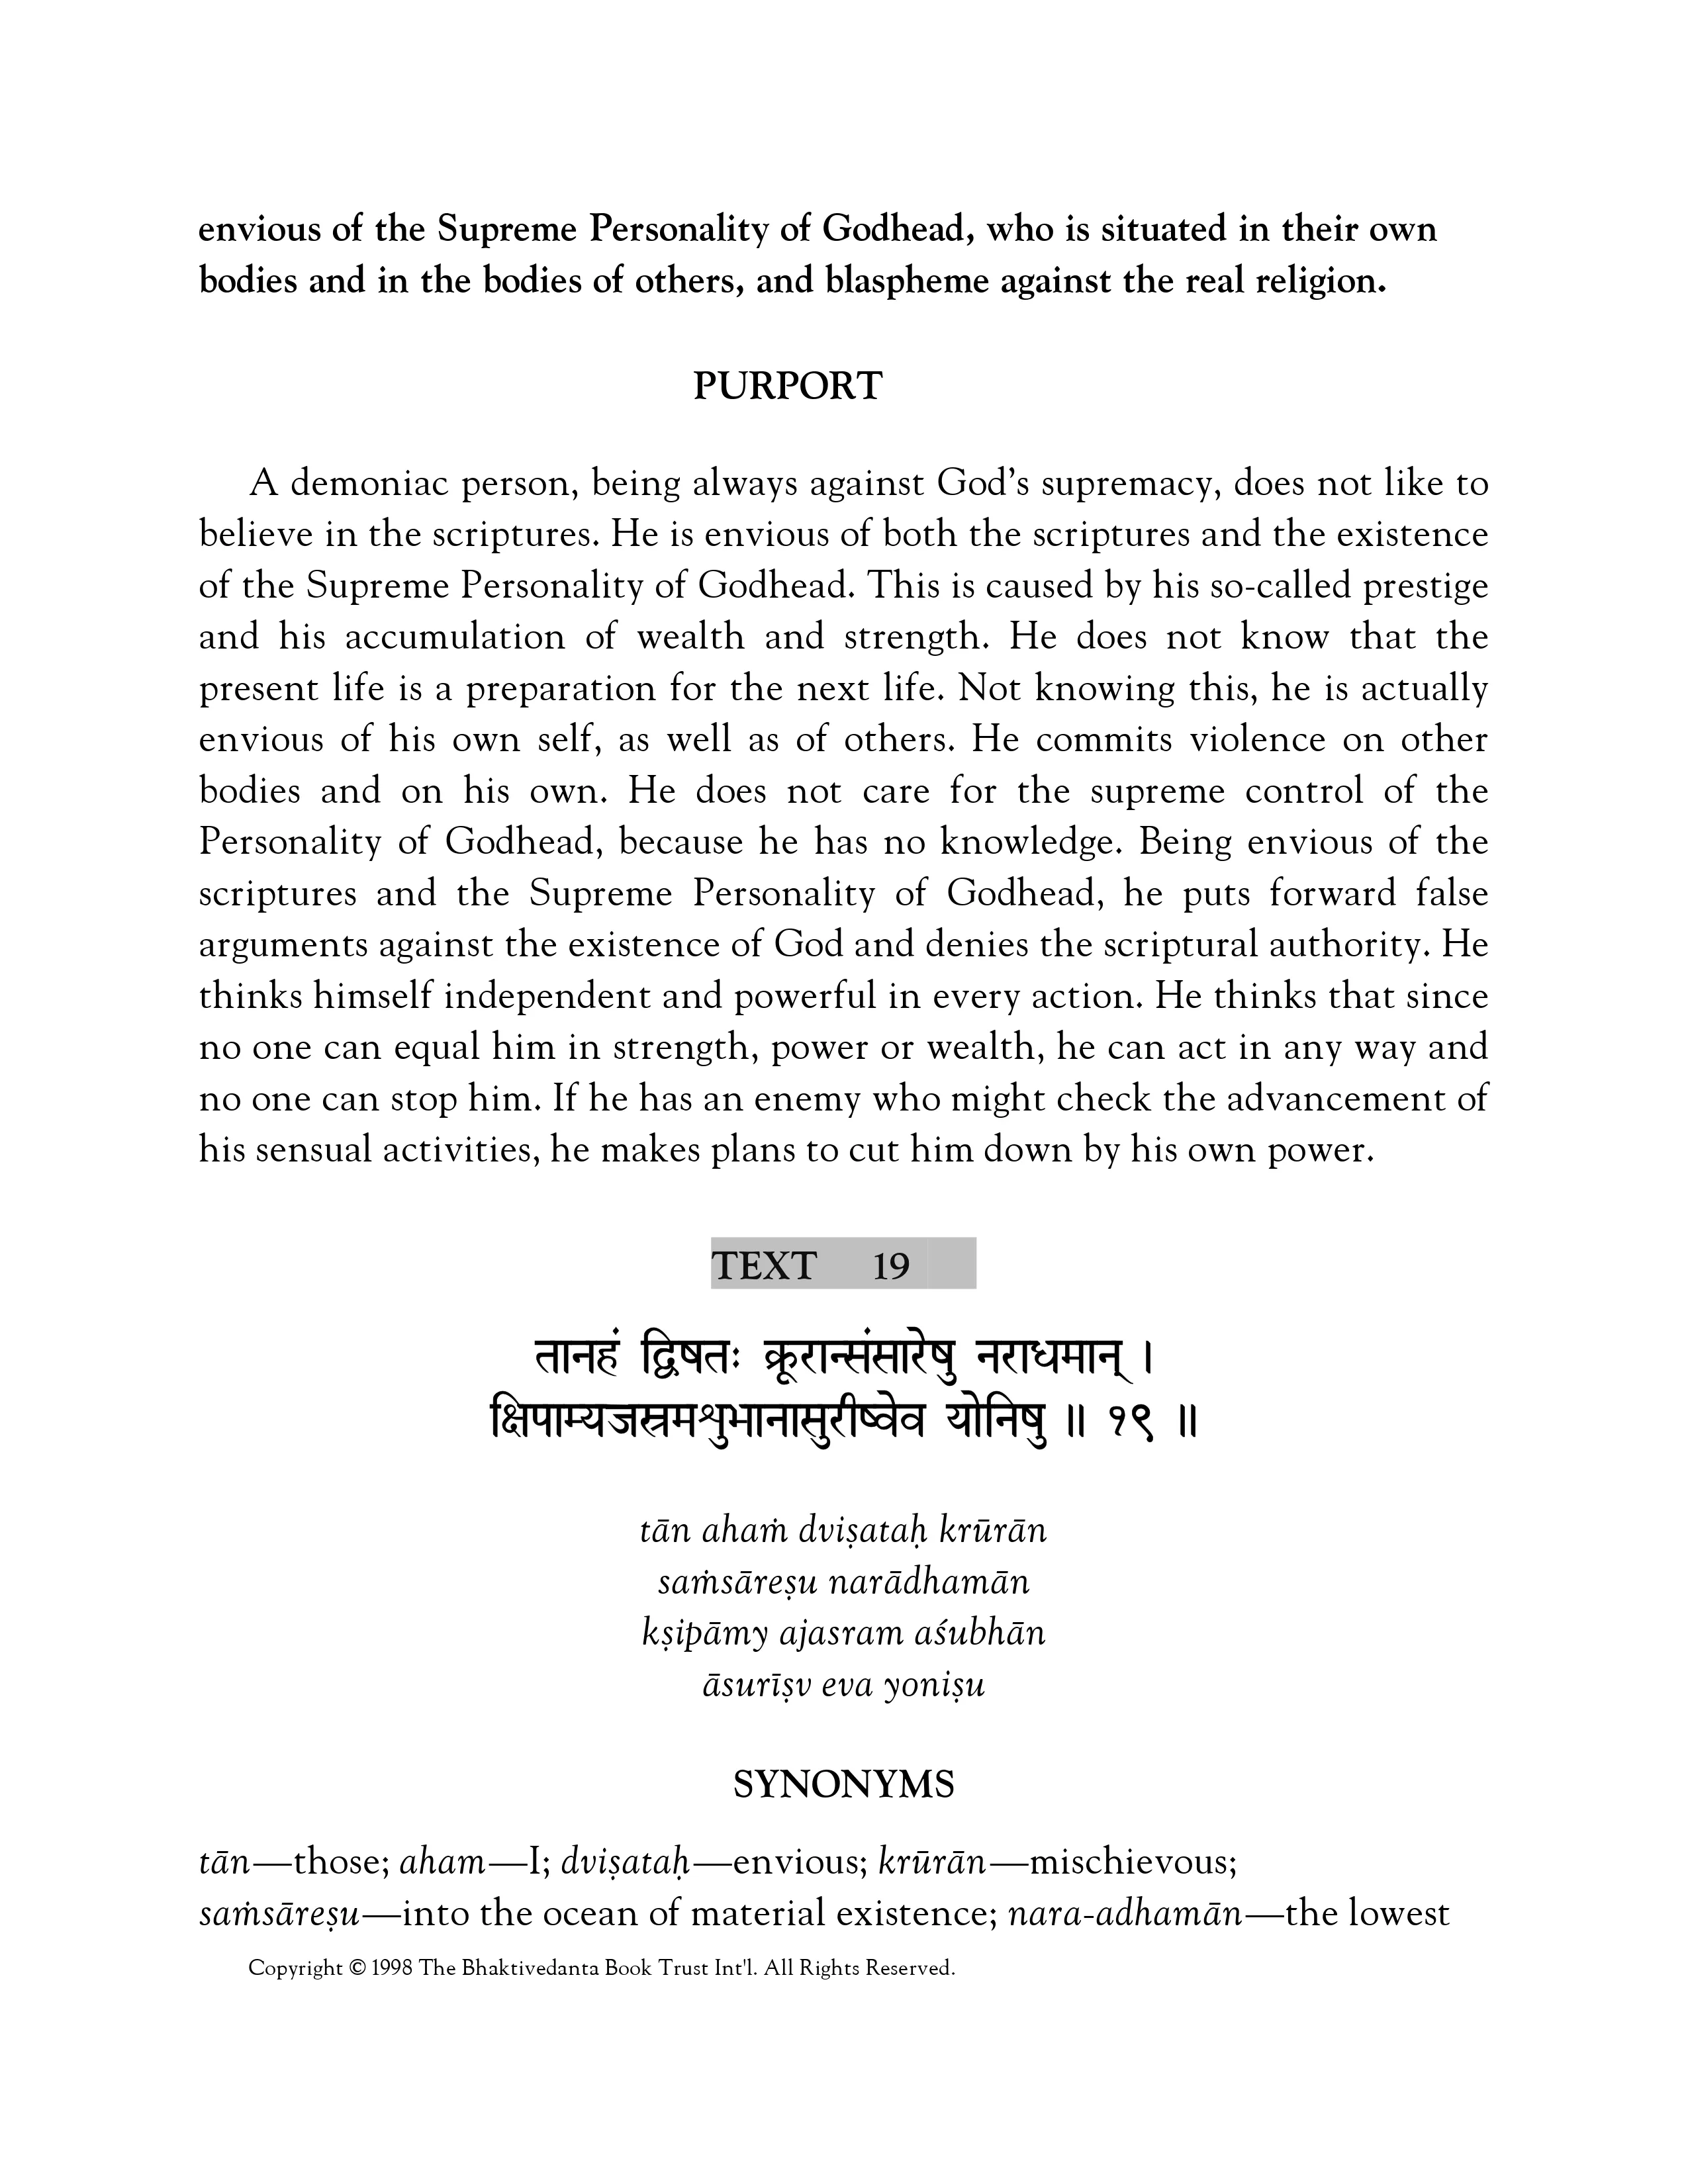 envious of the Supreme Personality of Godhead, who is situated in their own
bodies and in the bodies of others, and blaspheme against the real religion.
PURPORT
A demoniac person, being always against God’s supremacy, does not like to
believe in the scriptures. He is envious of both the scriptures and the existence
of the Supreme Personality of Godhead. This is caused by his so-called prestige
and his accumulation of wealth and strength. He does not know that the
present life is a preparation for the next life. Not knowing this, he is actually
envious of his own self, as well as of others. He commits violence on other
bodies and on his own. He does not care for the supreme control of the
Personality of Godhead, because he has no knowledge. Being envious of the
scriptures and the Supreme Personality of Godhead, he puts forward false
arguments against the existence of God and denies the scriptural authority. He
thinks himself independent and powerful in every action. He thinks that since
no one can equal him in strength, power or wealth, he can act in any way and
no one can stop him. If he has an enemy who might check the advancement of
his sensual activities, he makes plans to cut him down by his own power.
TEXT 19
तानहं द्विषतः क्रूरान्संसारेषु नराधमान् ।
क्षिपाम्यजस्रमशुभानासुरीष्वेव योनिषु ॥ १९ ॥
tān ahaṁ dviṣataḥ krūrān
saṁsāreṣu narādhamān
kṣipāmy ajasram aśubhān
āsurīṣv eva yoniṣu
SYNONYMS
tān—those; aham—I; dviṣataḥ—envious; krūrān—mischievous;
saṁsāreṣu—into the ocean of material existence; nara-adhamān—the lowest
Copyright © 1998 The Bhaktivedanta Book Trust Int'l. All Rights Reserved.